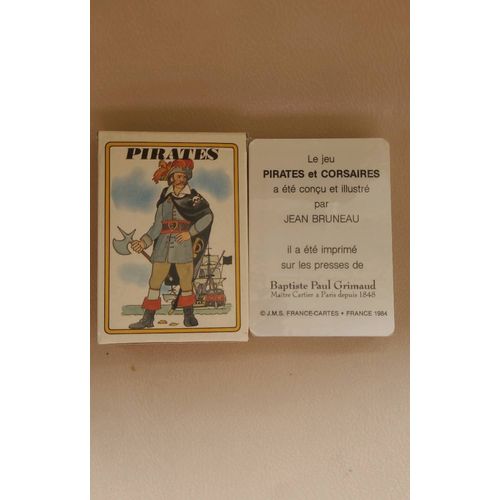 PIRATES
Le jeu
PIRATES et CORSAIRES
a été conçu et illustré
par
JEAN BRUNEAU
il a été imprimé
sur les presses de
Baptiste Paul Grimaud
Maître Cartier à Paris depuis 1848
© J.M.S. FRANCE-CARTES • FRANCE 1984